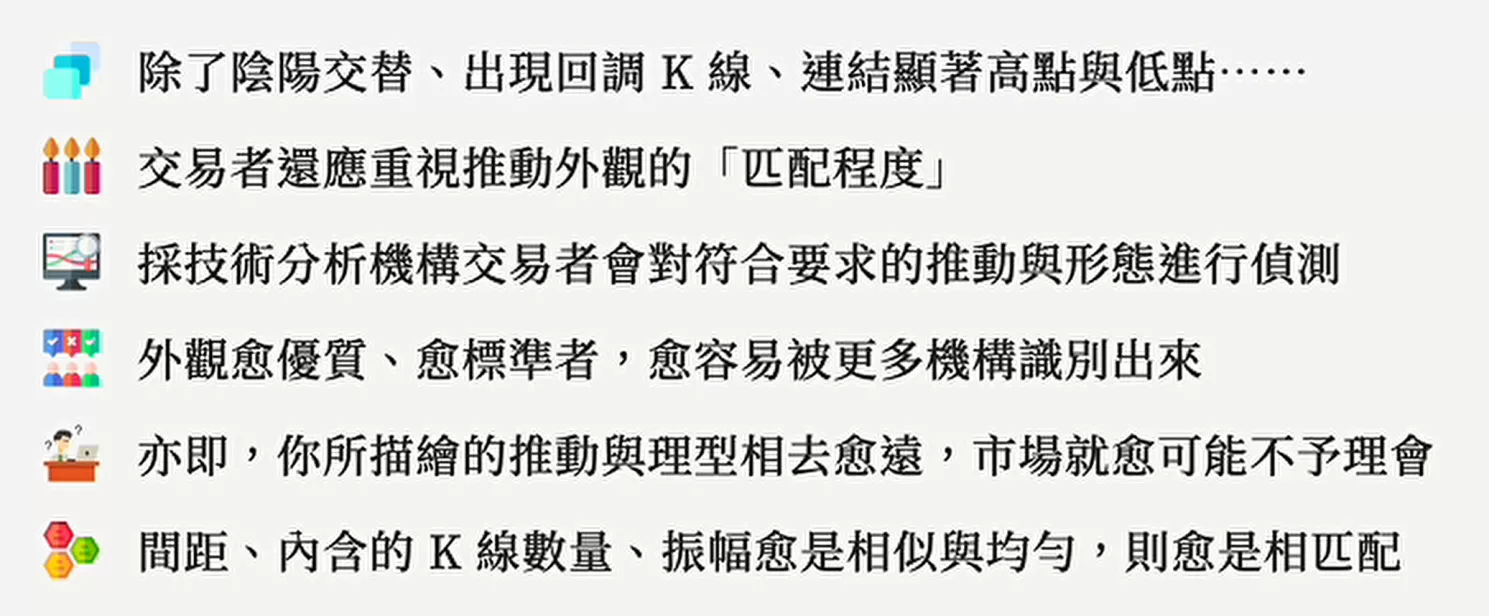 除了陰陽交替、出現回調 K 線、連結顯著高點與低點⋯⋯
交易者還應重視推動外觀的「匹配程度」
採技術分析機構交易者會對符合要求的推動與形態進行偵測
外觀愈優質、愈標準者，愈容易被更多機構識別出來
亦即，你所描繪的推動與理型相去愈遠，市場就愈可能不予理會
間距、內含的 K 線數量、振幅愈是相似與均勻，則愈是相匹配